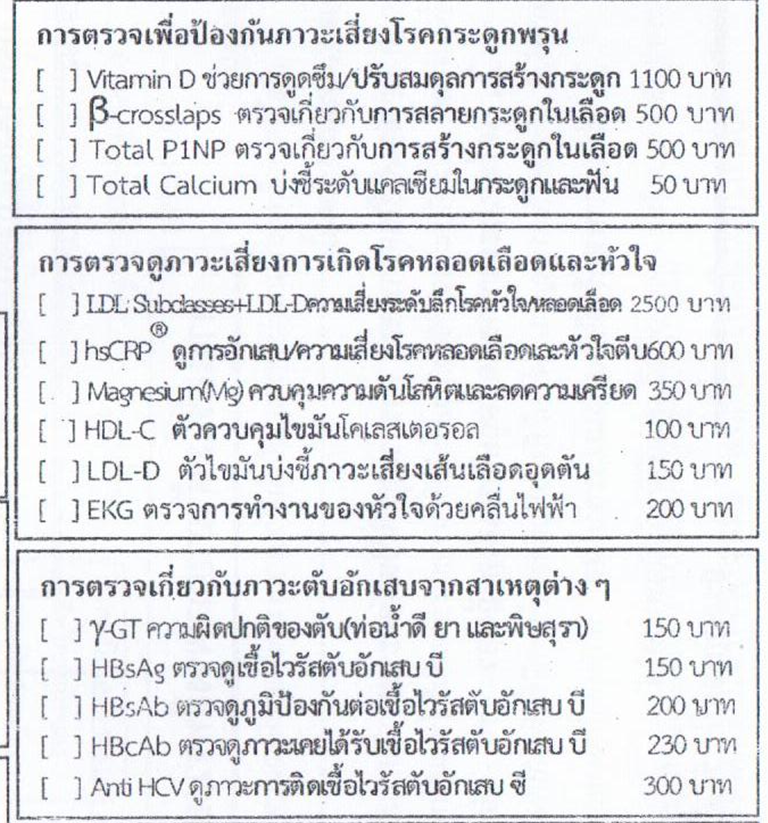 การตรวจเพื่อป้องกันภาวะเสี่ยงโรคกระดูกพรุน
[ ] Vitamin D ช่วยการดูดซึม/ปรับสมดุลการสร้างกระดูก 1100 บาท
[ ] β-crosslaps ตรวจเกี่ยวกับการสลายกระดูกในเลือด 500 บาท
[ ] Total P1NP ตรวจเกี่ยวกับการสร้างกระดูกในเลือด 500 บาท
[ ] Total Calcium บ่งชี้ระดับแคลเซียมในกระดูกและฟัน 50 บาท
การตรวจดูภาวะเสี่ยงการเกิดโรคหลอดเลือดและหัวใจ
[ ] LDL Subclasses+LDL-Dความเสี่ยงระดับลึกโรคหัวใจ/หลอดเลือด 2500 บาท
[ ] hsCRP® ดูการอักเสบ/ความเสี่ยงโรคหลอดเลือดและหัวใจตีบ600 บาท
[ ] Magnesium(Mg) ควบคุมความดันโลหิตและลดความเครียด 350 บาท
[ ] HDL-C ตัวควบคุมไขมันโคเลสเตอรอล 100 บาท
[ ] LDL-D ตัวไขมันบ่งชี้ภาวะเสี่ยงเส้นเลือดอุดตัน 150 บาท
[ ] EKG ตรวจการทำงานของหัวใจด้วยคลื่นไฟฟ้า 200 บาท
การตรวจเกี่ยวกับภาวะตับอักเสบจากสาเหตุต่าง ๆ
[ ] γ-GT ความผิดปกติของตับ(ท่อน้ำดี ยา และพิษสุรา) 150 บาท
[ ] HBsAg ตรวจดูเชื้อไวรัสตับอักเสบ บี 150 บาท
[ ] HBsAb ตรวจดูภูมิป้องกันต่อเชื้อไวรัสตับอักเสบ บี 200 บาท
[ ] HBcAb ตรวจดูภาวะเคยได้รับเชื้อไวรัสตับอักเสบ บี 230 บาท
[ ] Anti HCV ดูภาวะการติดเชื้อไวรัสตับอักเสบ ซี 300 บาท